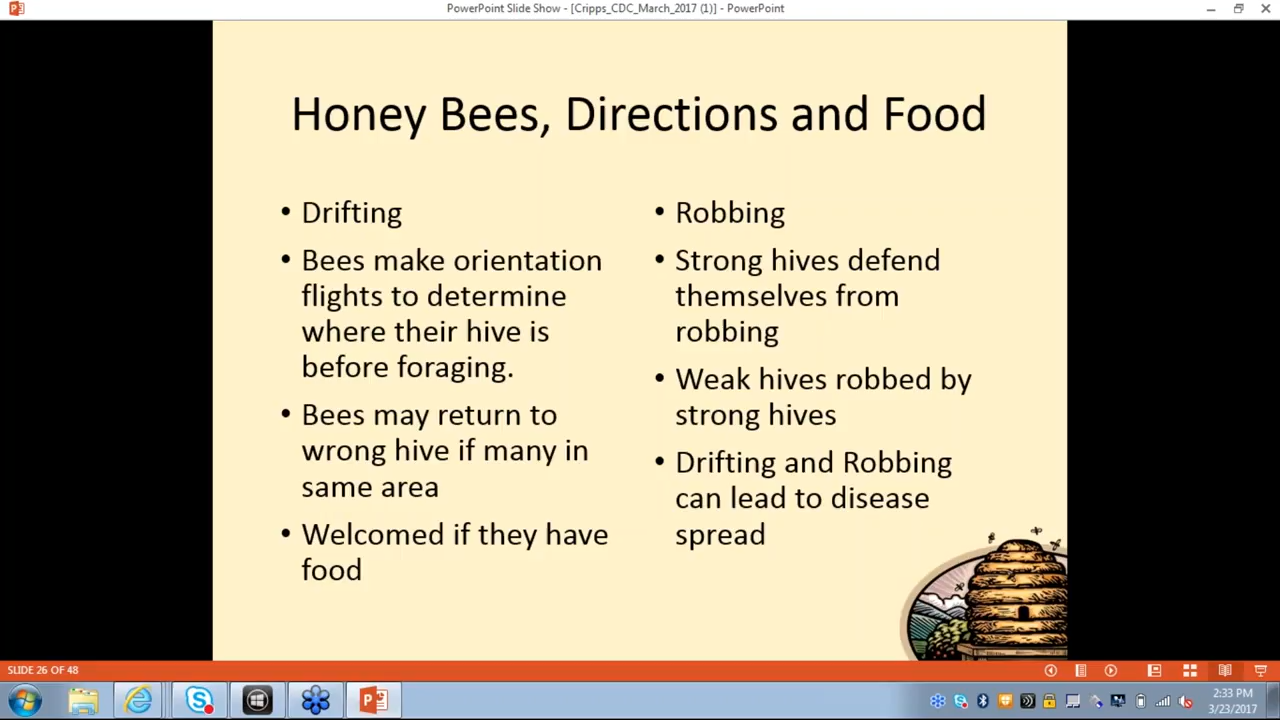 PowerPoint Slide Show - [Cripps_CDC_March_2017 (1)] - PowerPoint
Honey Bees, Directions and Food
• Drifting
• Bees make orientation
flights to determine
where their hive is
before foraging.
• Bees may return to
wrong hive if many in
same area
• Welcomed if they have
food
• Robbing
• Strong hives defend
themselves from
robbing
• Weak hives robbed by
strong hives
• Drifting and Robbing
can lead to disease
spread
SLIDE 26 OF 48
2:33 PM
3/23/2017